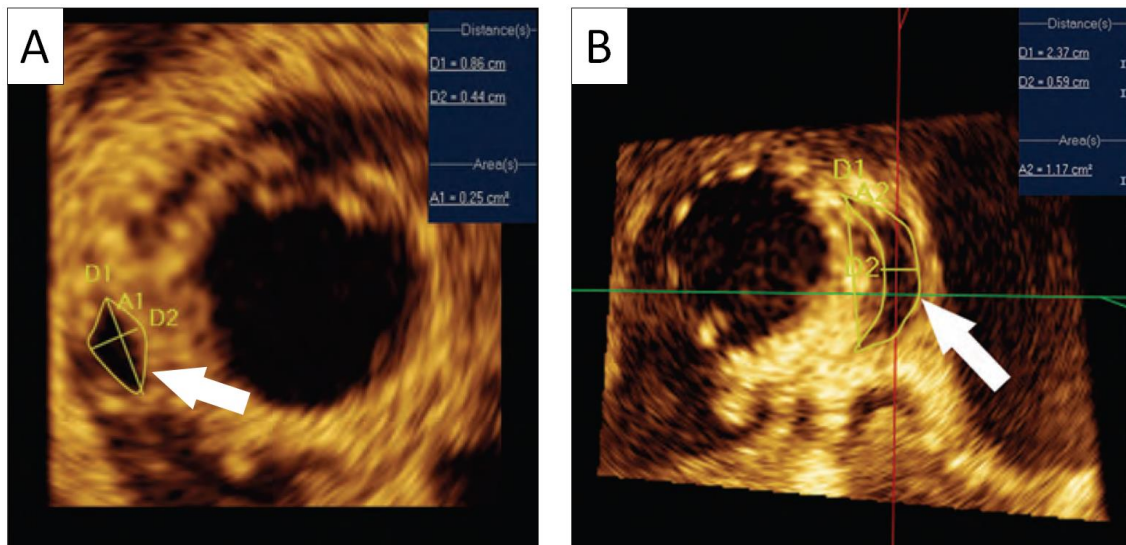 A
Distance(s)
D1 = 0.86 cm
D2 = 0.44 cm
Area(s)
A1 = 0.25 cm²
D1
A1
D2
B
Distance(s)
D1 = 2.37 cm
D2 = 0.59 cm
Area(s)
A2 = 1.17 cm²
D1
A2
D2